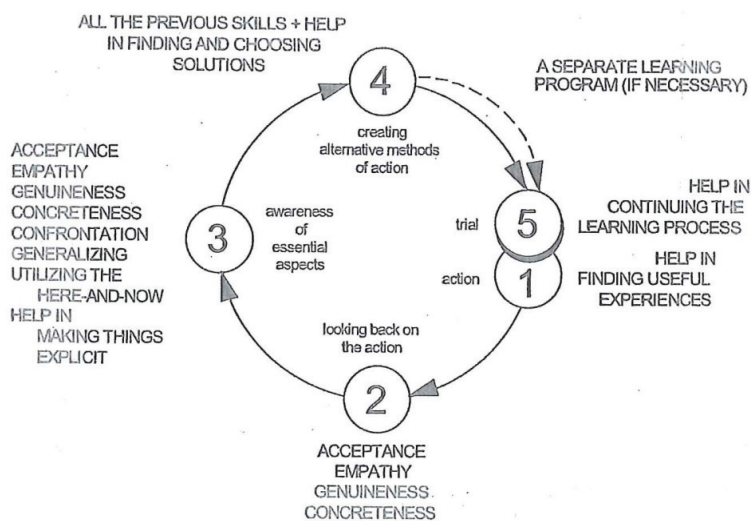 ALL THE PREVIOUS SKILLS + HELP
IN FINDING AND CHOOSING
SOLUTIONS
4
creating
alternative methods
of action
A SEPARATE LEARNING
PROGRAM (IF NECESSARY)
ACCEPTANCE
EMPATHY
GENUINENESS
CONCRETENESS
CONFRONTATION
GENERALIZING
UTILIZING THE
HERE-AND-NOW
HELP IN
MAKING THINGS
EXPLICIT
3
awareness
of
essential
aspects
trial
5
HELP IN
CONTINUING THE
LEARNING PROCESS
action
1
HELP IN
FINDING USEFUL
EXPERIENCES
looking back on
the action
2
ACCEPTANCE
EMPATHY
GENUINENESS
CONCRETENESS